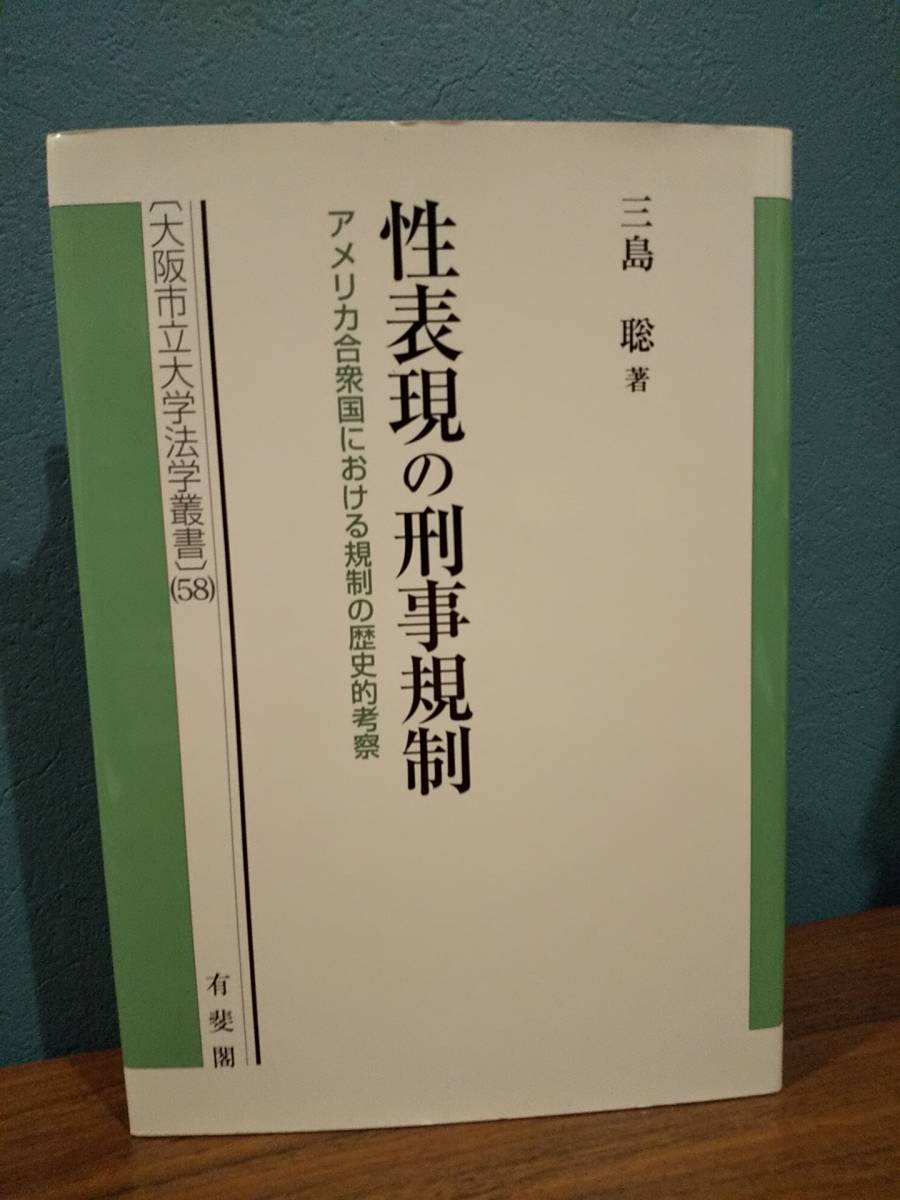 三島 聡 著
性表現の刑事規制
アメリカ合衆国における規制の歴史的考察
〔大阪市立大学法学叢書〕(58)
有斐閣